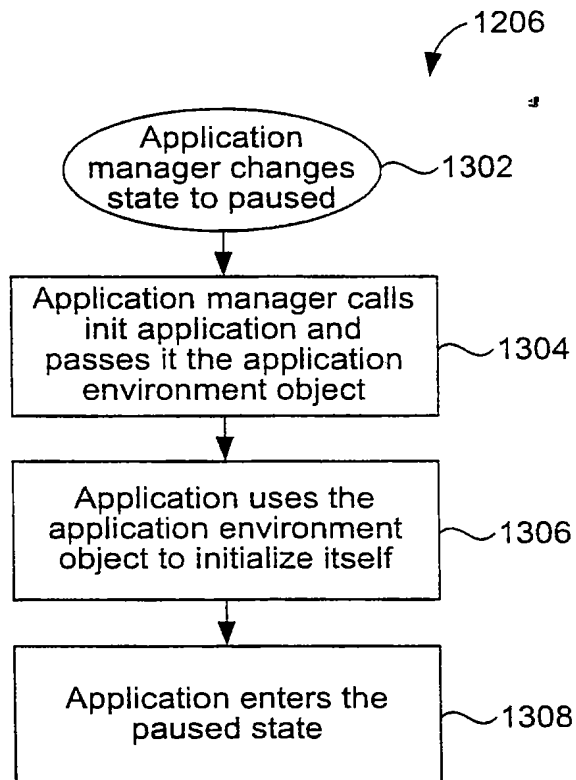 1206
Application
manager changes
state to paused
1302
Application manager calls
init application and
passes it the application
environment object
1304
Application uses the
application environment
object to initialize itself
1306
Application enters the
paused state
1308